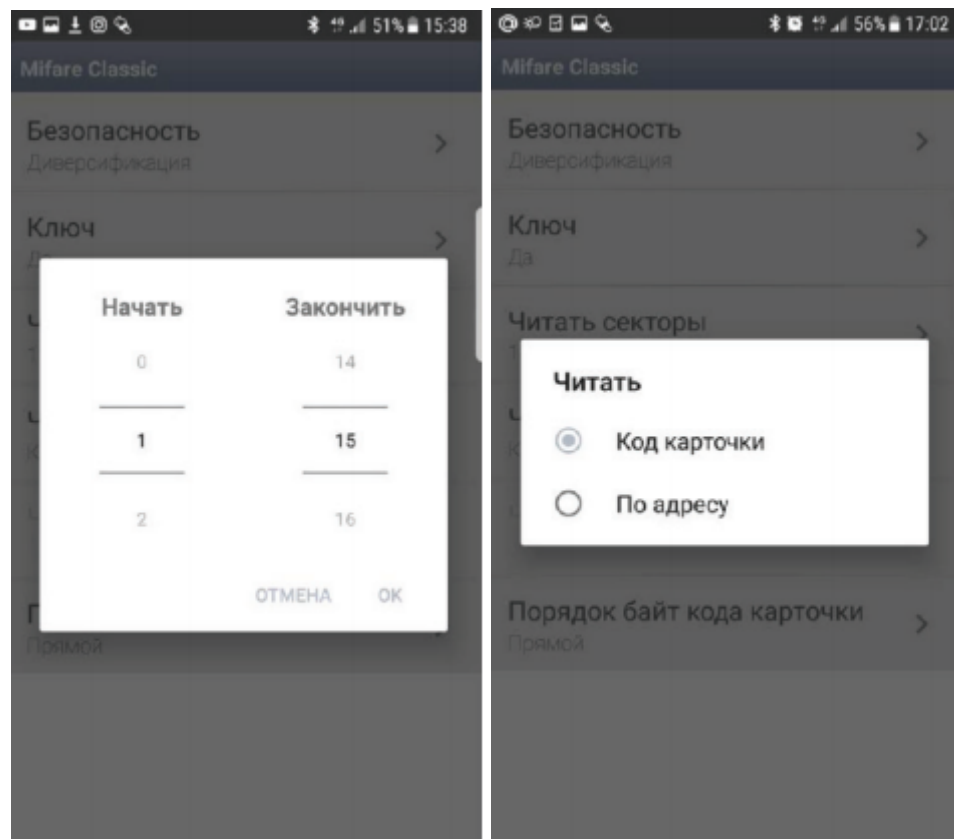 51% 15:38
Mifare Classic
Безопасность
Диверсификация
Ключ
Начать Закончить
0 14
1 15
2 16
ОТМЕНА OK
Прямой
56% 17:02
Mifare Classic
Безопасность
Диверсификация
Ключ
Да
Читать секторы
Читать
Код карточки
По адресу
Порядок байт кода карточки
Прямой